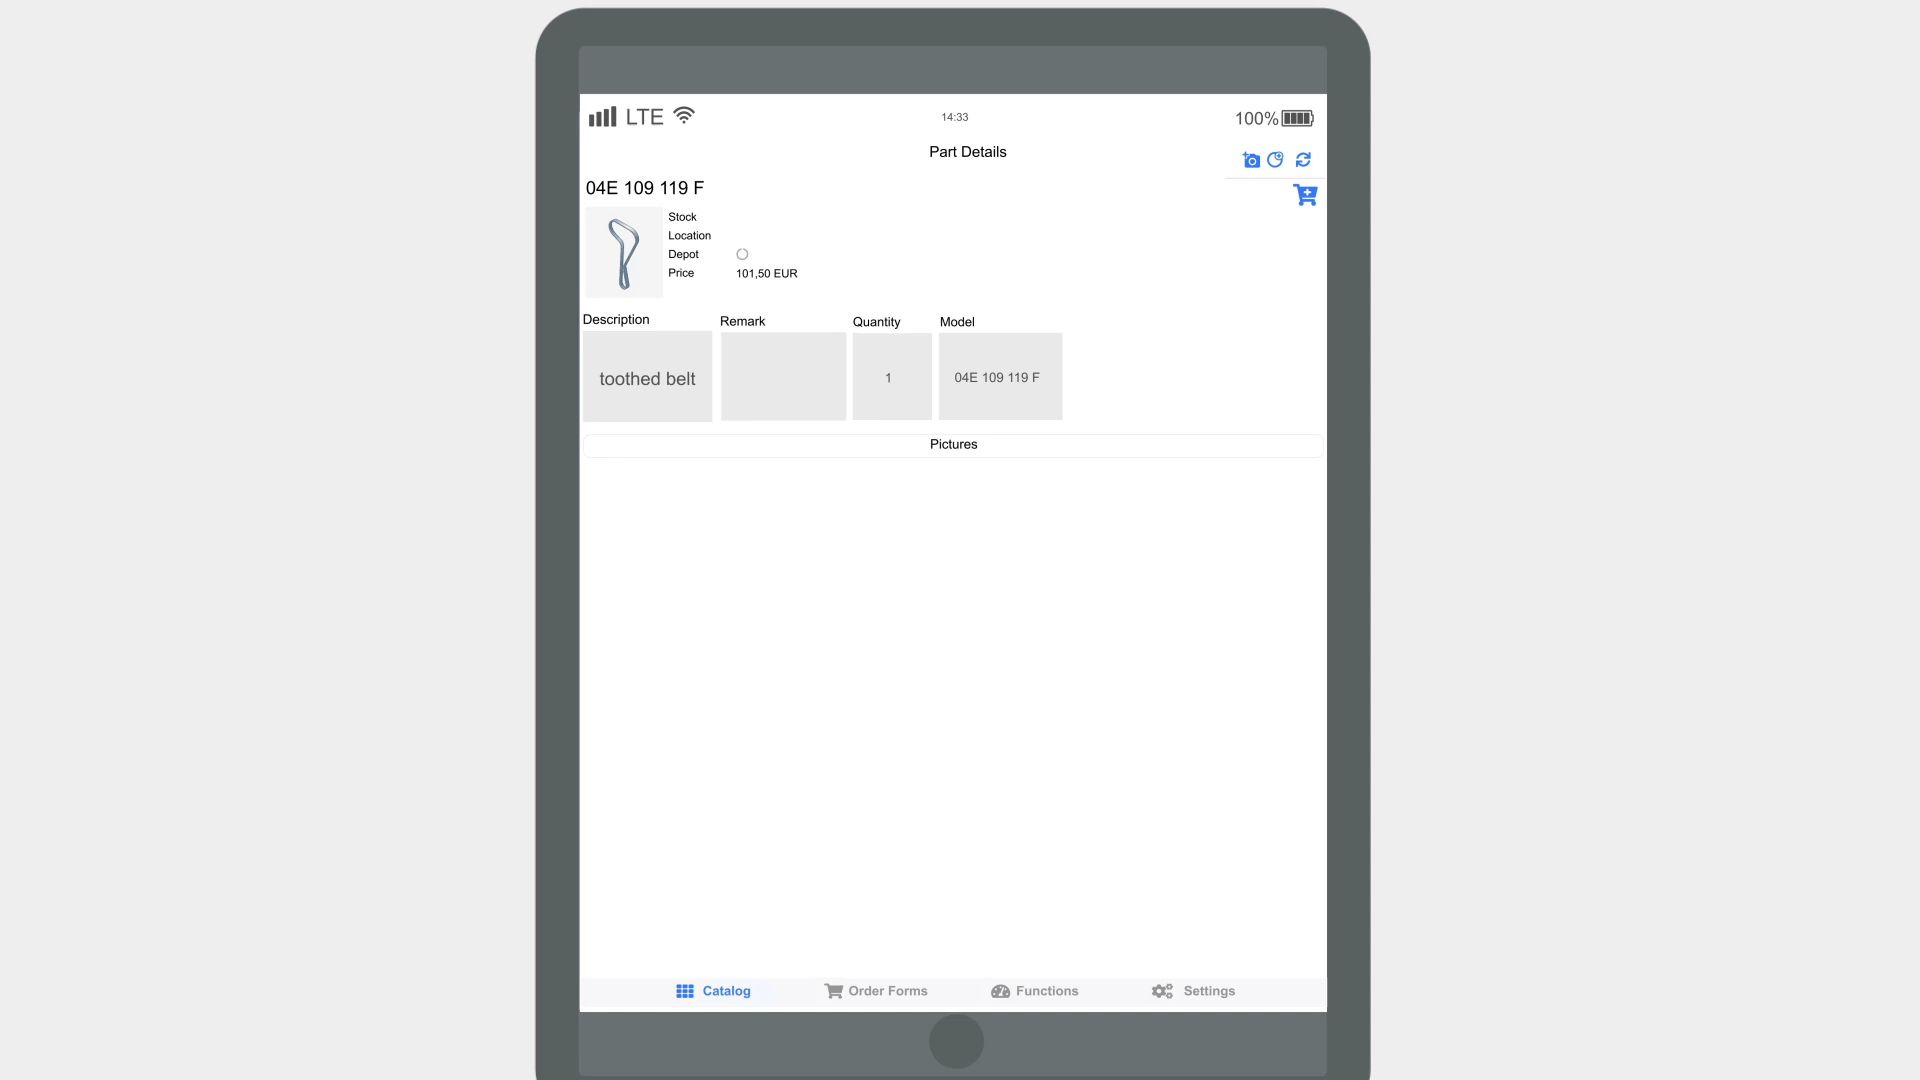 LTE 14:33 100%
Part Details
04E 109 119 F
Stock
Location
Depot
Price 101,50 EUR
Description Remark Quantity Model
toothed belt 1 04E 109 119 F
Pictures
Catalog Order Forms Functions Settings